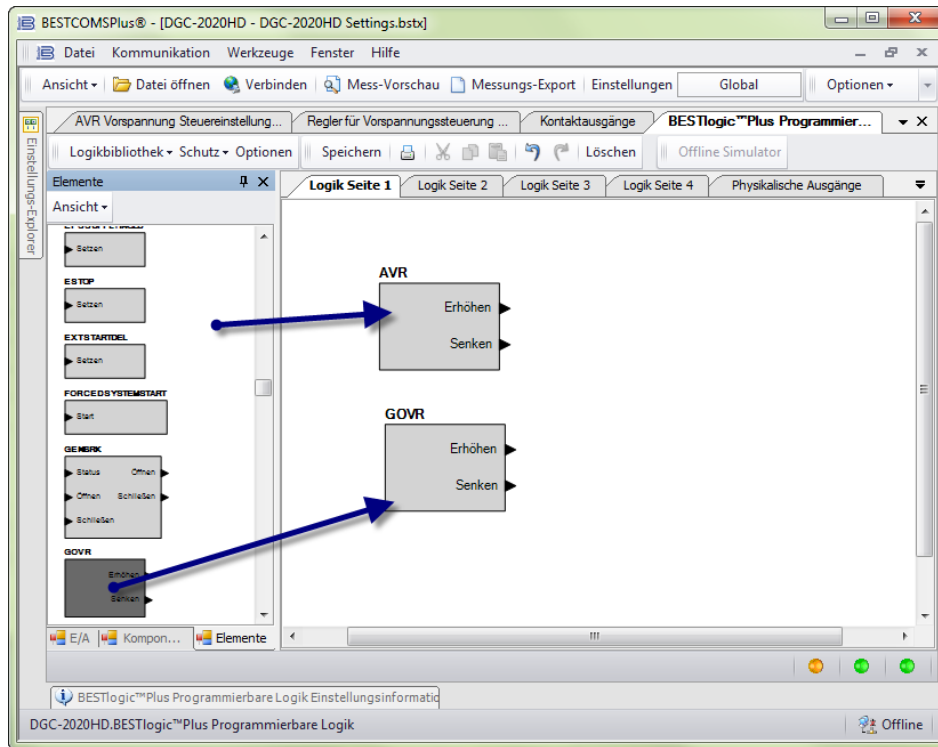 BESTCOMSPlus® - [DGC-2020HD - DGC-2020HD Settings.bstx]
Datei Kommunikation Werkzeuge Fenster Hilfe
Ansicht Datei öffnen Verbinden Mess-Vorschau Messungs-Export Einstellungen Global Optionen
AVR Vorspannung Steuereinstellung... Regler für Vorspannungssteuerung ... Kontaktausgänge BESTlogic™Plus Programmier...
Einstellungs-Explorer
Logikbibliothek Schutz Optionen Speichern Löschen Offline Simulator
Elemente
Logik Seite 1 Logik Seite 2 Logik Seite 3 Logik Seite 4 Physikalische Ausgänge
Ansicht
Setzen
ESTOP
Setzen
EXTSTARTDEL
Setzen
FORCEDSYSTEMSTART
Start
GENBRK
Status Öffnen
Öffnen Schließen
Schließen
GOVR
Erhöhen
Senken
AVR
Erhöhen
Senken
GOVR
Erhöhen
Senken
E/A Kompon... Elemente
BESTlogic™Plus Programmierbare Logik Einstellungsinformatio
DGC-2020HD.BESTlogic™Plus Programmierbare Logik Offline